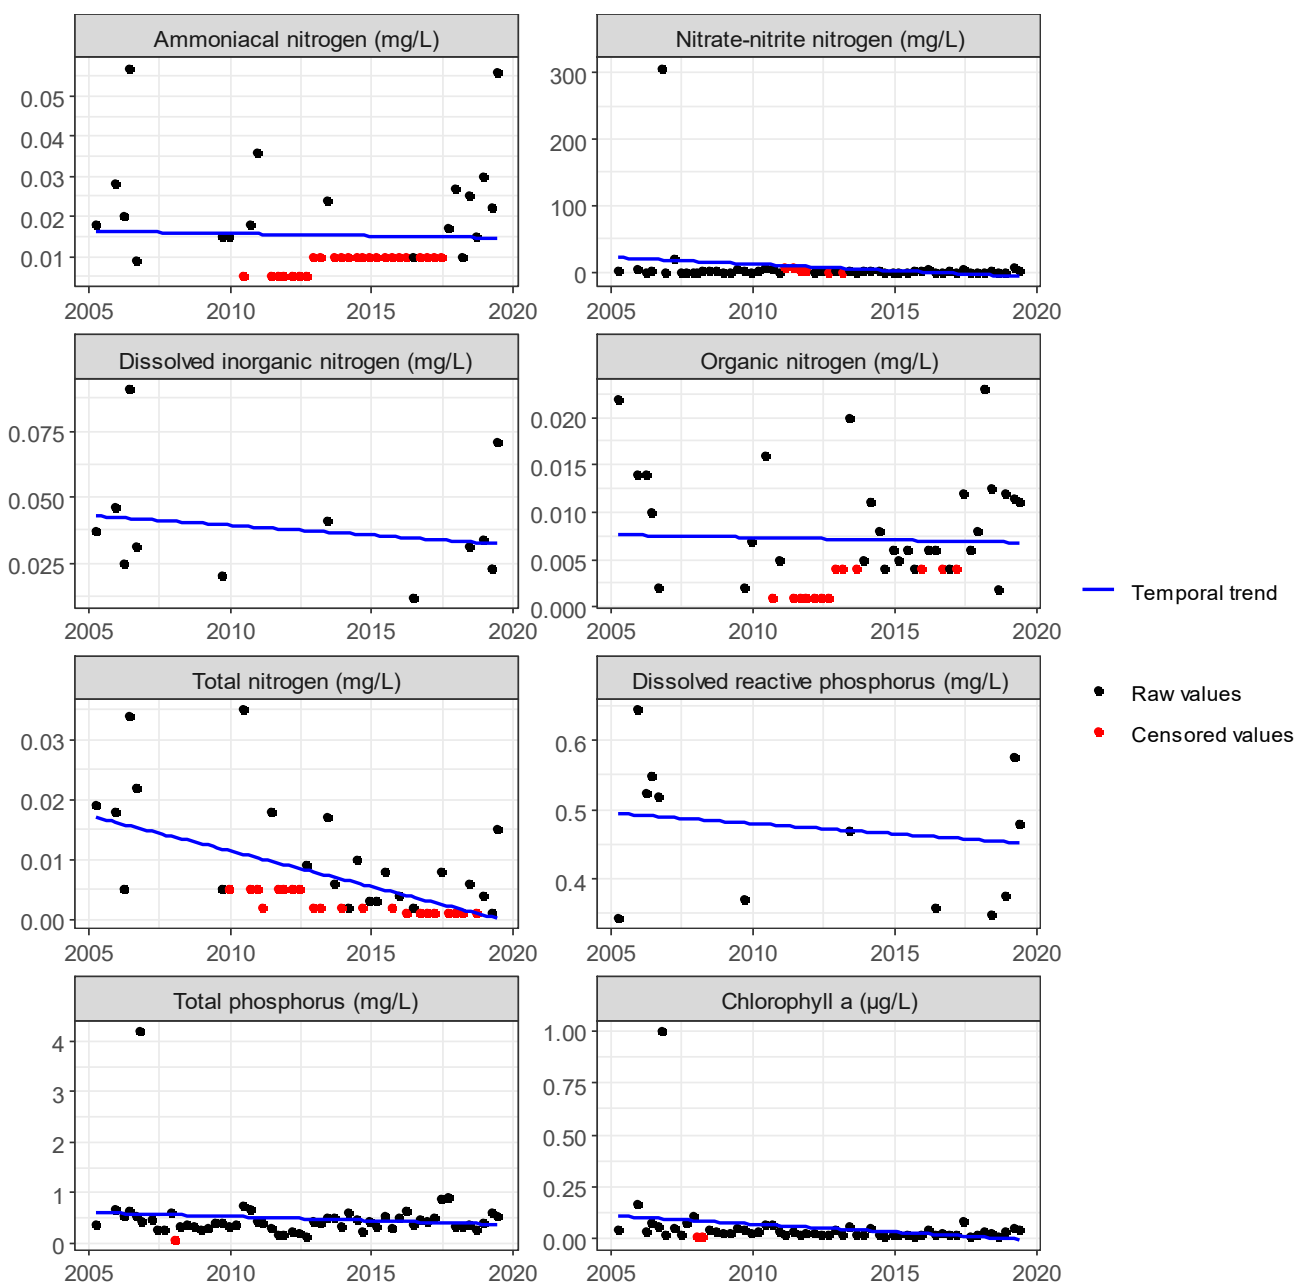 Ammoniacal nitrogen (mg/L)
Nitrate-nitrite nitrogen (mg/L)
0.05
0.04
0.03
0.02
0.01
300
200
100
0
2005 2010 2015 2020
2005 2010 2015 2020
Dissolved inorganic nitrogen (mg/L)
Organic nitrogen (mg/L)
0.075
0.050
0.025
0.020
0.015
0.010
0.005
0.000
2005 2010 2015 2020
2005 2010 2015 2020
Total nitrogen (mg/L)
Dissolved reactive phosphorus (mg/L)
0.03
0.02
0.01
0.00
0.6
0.5
0.4
2005 2010 2015 2020
2005 2010 2015 2020
Total phosphorus (mg/L)
Chlorophyll a (µg/L)
4
3
2
1
0
1.00
0.75
0.50
0.25
0.00
2005 2010 2015 2020
2005 2010 2015 2020
Temporal trend
Raw values
Censored values